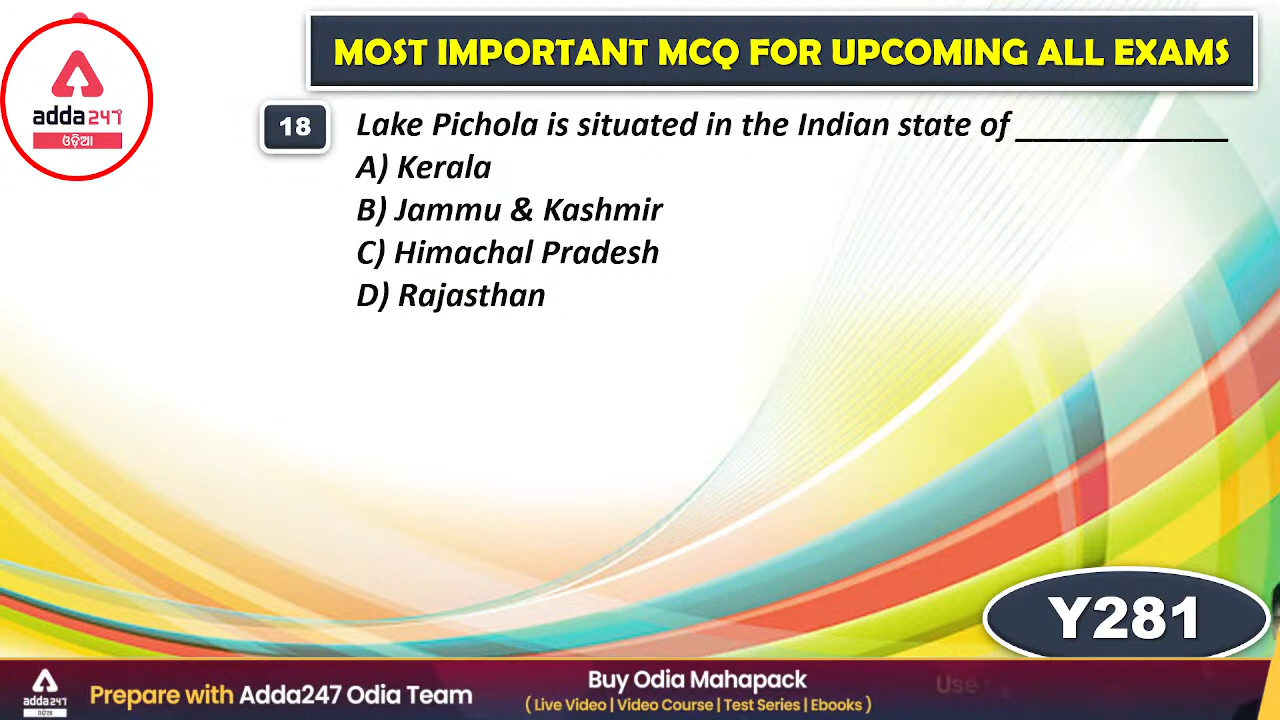 adda247
ଓଡ଼ିଆ
MOST IMPORTANT MCQ FOR UPCOMING ALL EXAMS
18
Lake Pichola is situated in the Indian state of ____________
A) Kerala
B) Jammu & Kashmir
C) Himachal Pradesh
D) Rajasthan
Y281
adda247
ଓଡ଼ିଆ
Prepare with Adda247 Odia Team
Buy Odia Mahapack
( Live Video | Video Course | Test Series | Ebooks )
Use